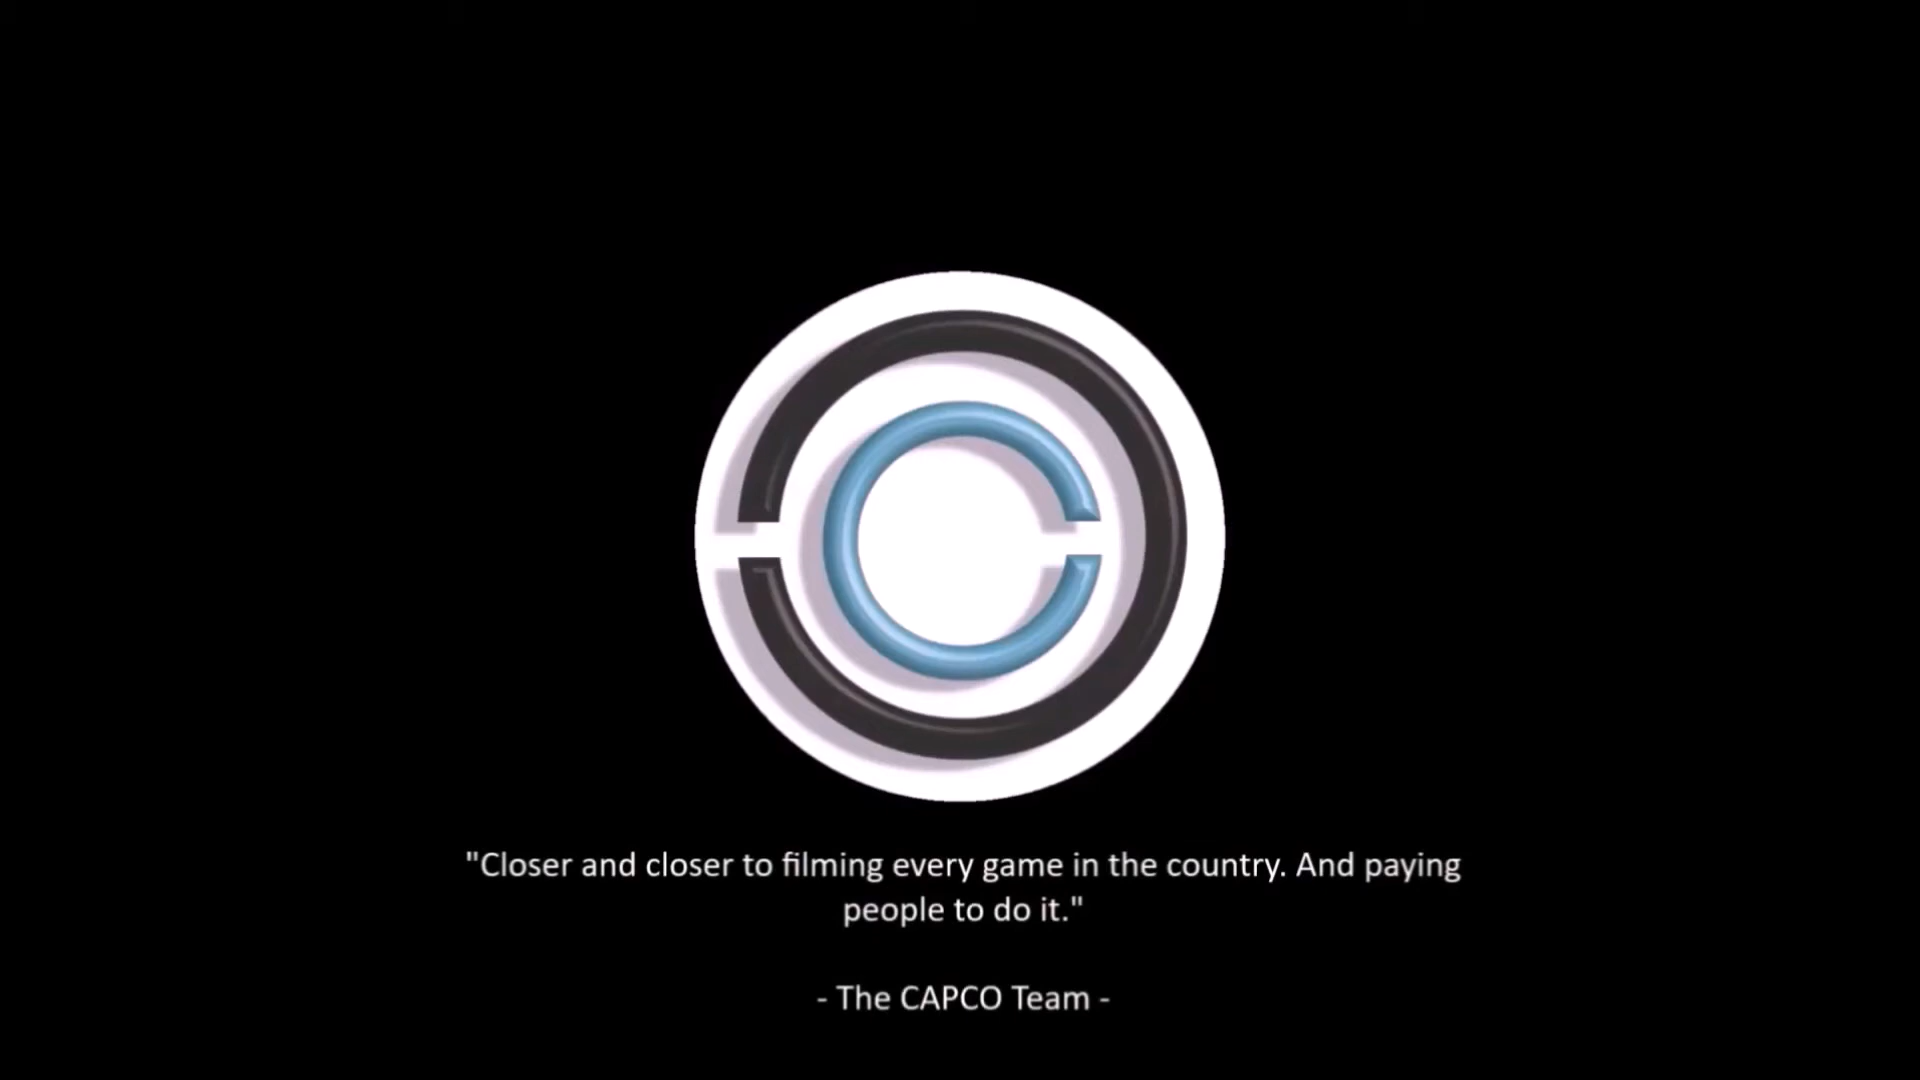 "Closer and closer to filming every game in the country. And paying
people to do it."
- The CAPCO Team -